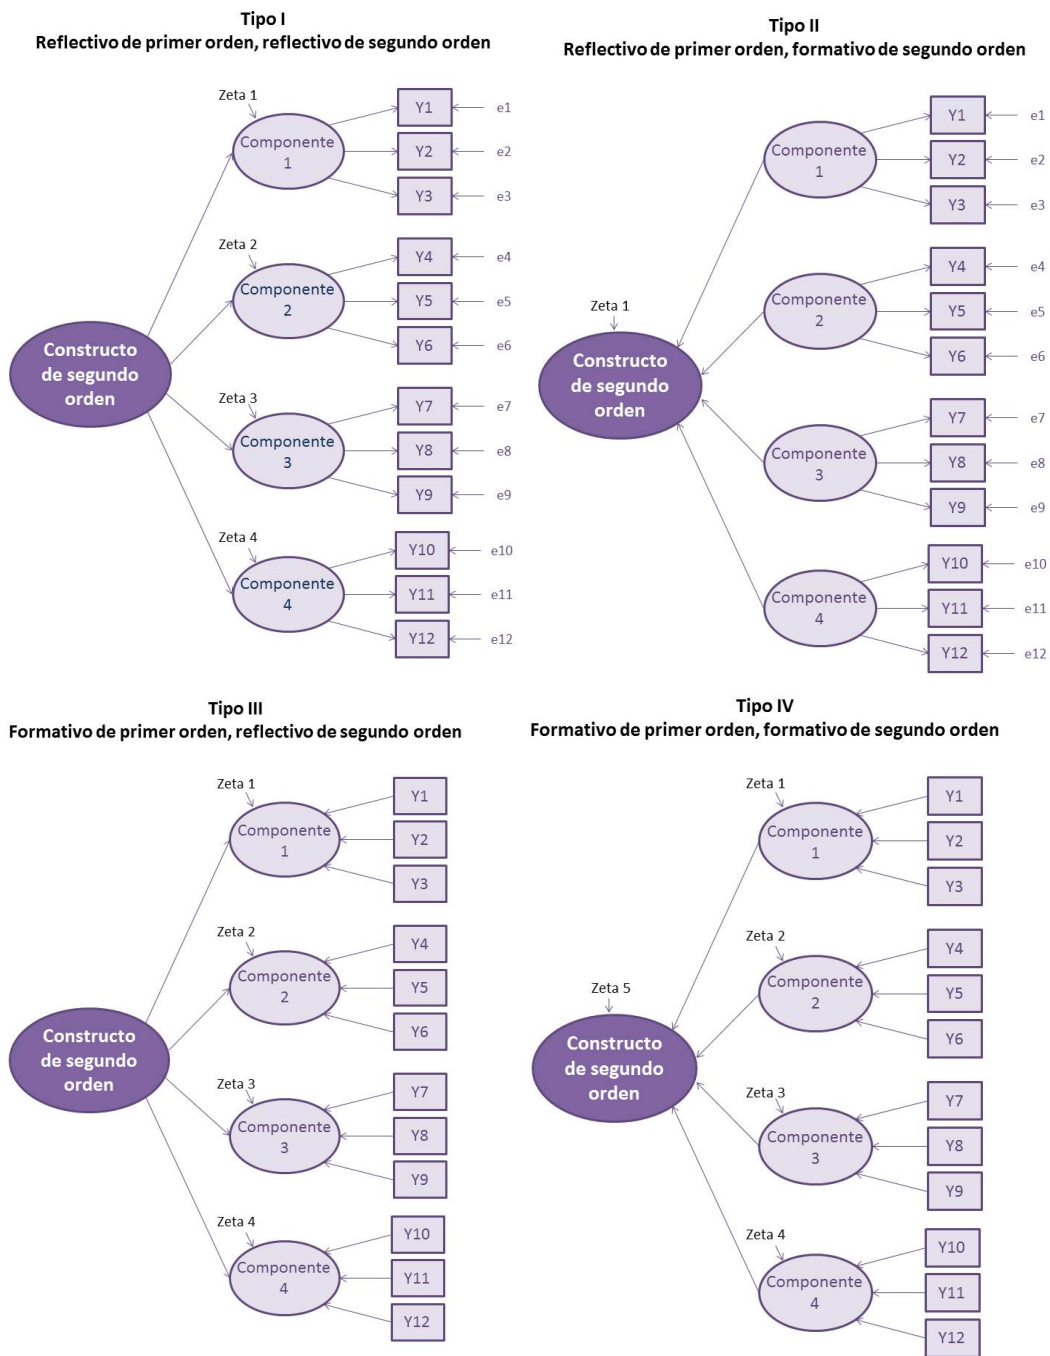 Tipo I
Reflectivo de primer orden, reflectivo de segundo orden
Zeta 1
Componente
1
Y1
e1
Y2
e2
Y3
e3
Zeta 2
Componente
2
Y4
e4
Y5
e5
Y6
e6
Constructo
de segundo
orden
Zeta 3
Componente
3
Y7
e7
Y8
e8
Y9
e9
Zeta 4
Componente
4
Y10
e10
Y11
e11
Y12
e12
Tipo II
Reflectivo de primer orden, formativo de segundo orden
Componente
1
Y1
e1
Y2
e2
Y3
e3
Componente
2
Y4
e4
Y5
e5
Y6
e6
Zeta 1
Constructo
de segundo
orden
Componente
3
Y7
e7
Y8
e8
Y9
e9
Componente
4
Y10
e10
Y11
e11
Y12
e12
Tipo III
Formativo de primer orden, reflectivo de segundo orden
Zeta 1
Componente
1
Y1
Y2
Y3
Zeta 2
Componente
2
Y4
Y5
Y6
Constructo
de segundo
orden
Zeta 3
Componente
3
Y7
Y8
Y9
Zeta 4
Componente
4
Y10
Y11
Y12
Tipo IV
Formativo de primer orden, formativo de segundo orden
Zeta 1
Componente
1
Y1
Y2
Y3
Zeta 2
Componente
2
Y4
Y5
Y6
Zeta 5
Constructo
de segundo
orden
Zeta 3
Componente
3
Y7
Y8
Y9
Zeta 4
Componente
4
Y10
Y11
Y12